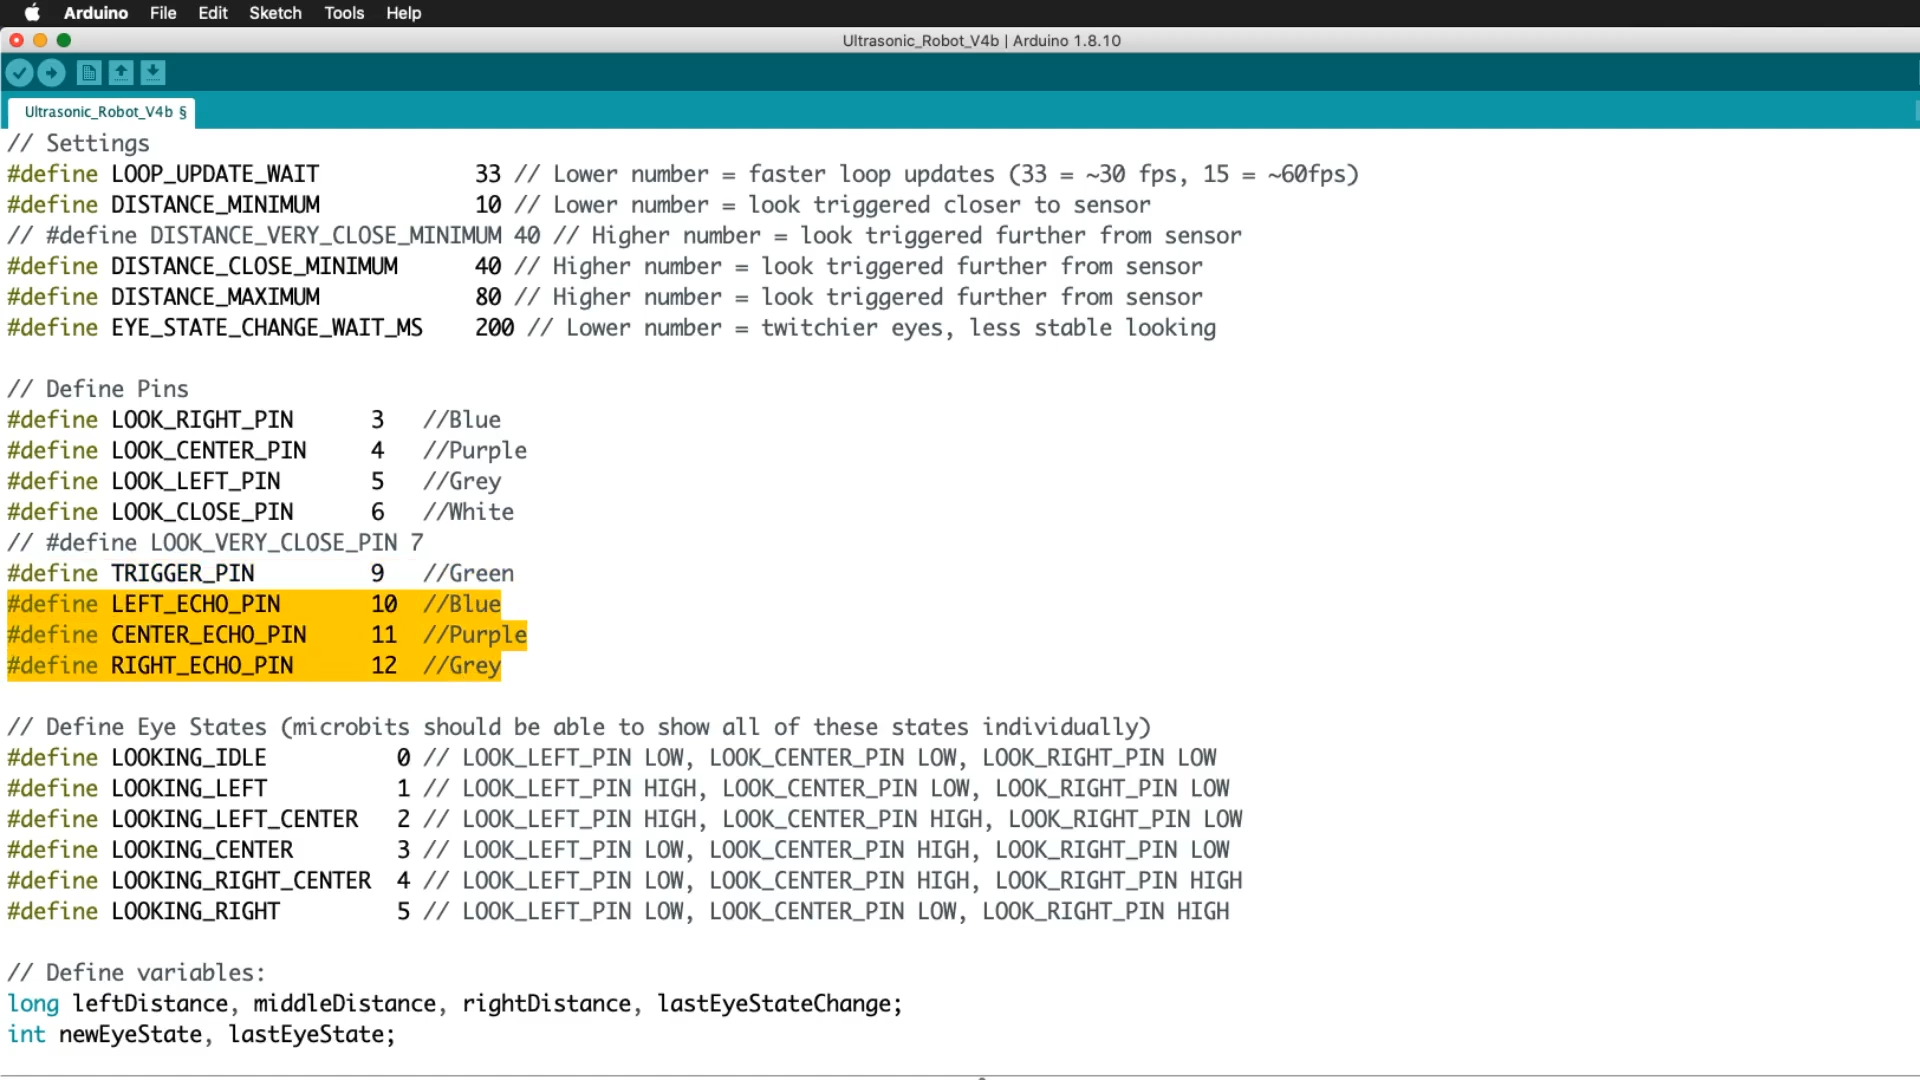 Arduino File Edit Sketch Tools Help
Ultrasonic_Robot_V4b | Arduino 1.8.10
Ultrasonic_Robot_V4b §
// Settings
#define LOOP_UPDATE_WAIT 33 // Lower number = faster loop updates (33 = ~30 fps, 15 = ~60fps)
#define DISTANCE_MINIMUM 10 // Lower number = look triggered closer to sensor
// #define DISTANCE_VERY_CLOSE_MINIMUM 40 // Higher number = look triggered further from sensor
#define DISTANCE_CLOSE_MINIMUM 40 // Higher number = look triggered further from sensor
#define DISTANCE_MAXIMUM 80 // Higher number = look triggered further from sensor
#define EYE_STATE_CHANGE_WAIT_MS 200 // Lower number = twitchier eyes, less stable looking
// Define Pins
#define LOOK_RIGHT_PIN 3 //Blue
#define LOOK_CENTER_PIN 4 //Purple
#define LOOK_LEFT_PIN 5 //Grey
#define LOOK_CLOSE_PIN 6 //White
// #define LOOK_VERY_CLOSE_PIN 7
#define TRIGGER_PIN 9 //Green
#define LEFT_ECHO_PIN 10 //Blue
#define CENTER_ECHO_PIN 11 //Purple
#define RIGHT_ECHO_PIN 12 //Grey
// Define Eye States (microbits should be able to show all of these states individually)
#define LOOKING_IDLE 0 // LOOK_LEFT_PIN LOW, LOOK_CENTER_PIN LOW, LOOK_RIGHT_PIN LOW
#define LOOKING_LEFT 1 // LOOK_LEFT_PIN HIGH, LOOK_CENTER_PIN LOW, LOOK_RIGHT_PIN LOW
#define LOOKING_LEFT_CENTER 2 // LOOK_LEFT_PIN HIGH, LOOK_CENTER_PIN HIGH, LOOK_RIGHT_PIN LOW
#define LOOKING_CENTER 3 // LOOK_LEFT_PIN LOW, LOOK_CENTER_PIN HIGH, LOOK_RIGHT_PIN LOW
#define LOOKING_RIGHT_CENTER 4 // LOOK_LEFT_PIN LOW, LOOK_CENTER_PIN HIGH, LOOK_RIGHT_PIN HIGH
#define LOOKING_RIGHT 5 // LOOK_LEFT_PIN LOW, LOOK_CENTER_PIN LOW, LOOK_RIGHT_PIN HIGH
// Define variables:
long leftDistance, middleDistance, rightDistance, lastEyeStateChange;
int newEyeState, lastEyeState;